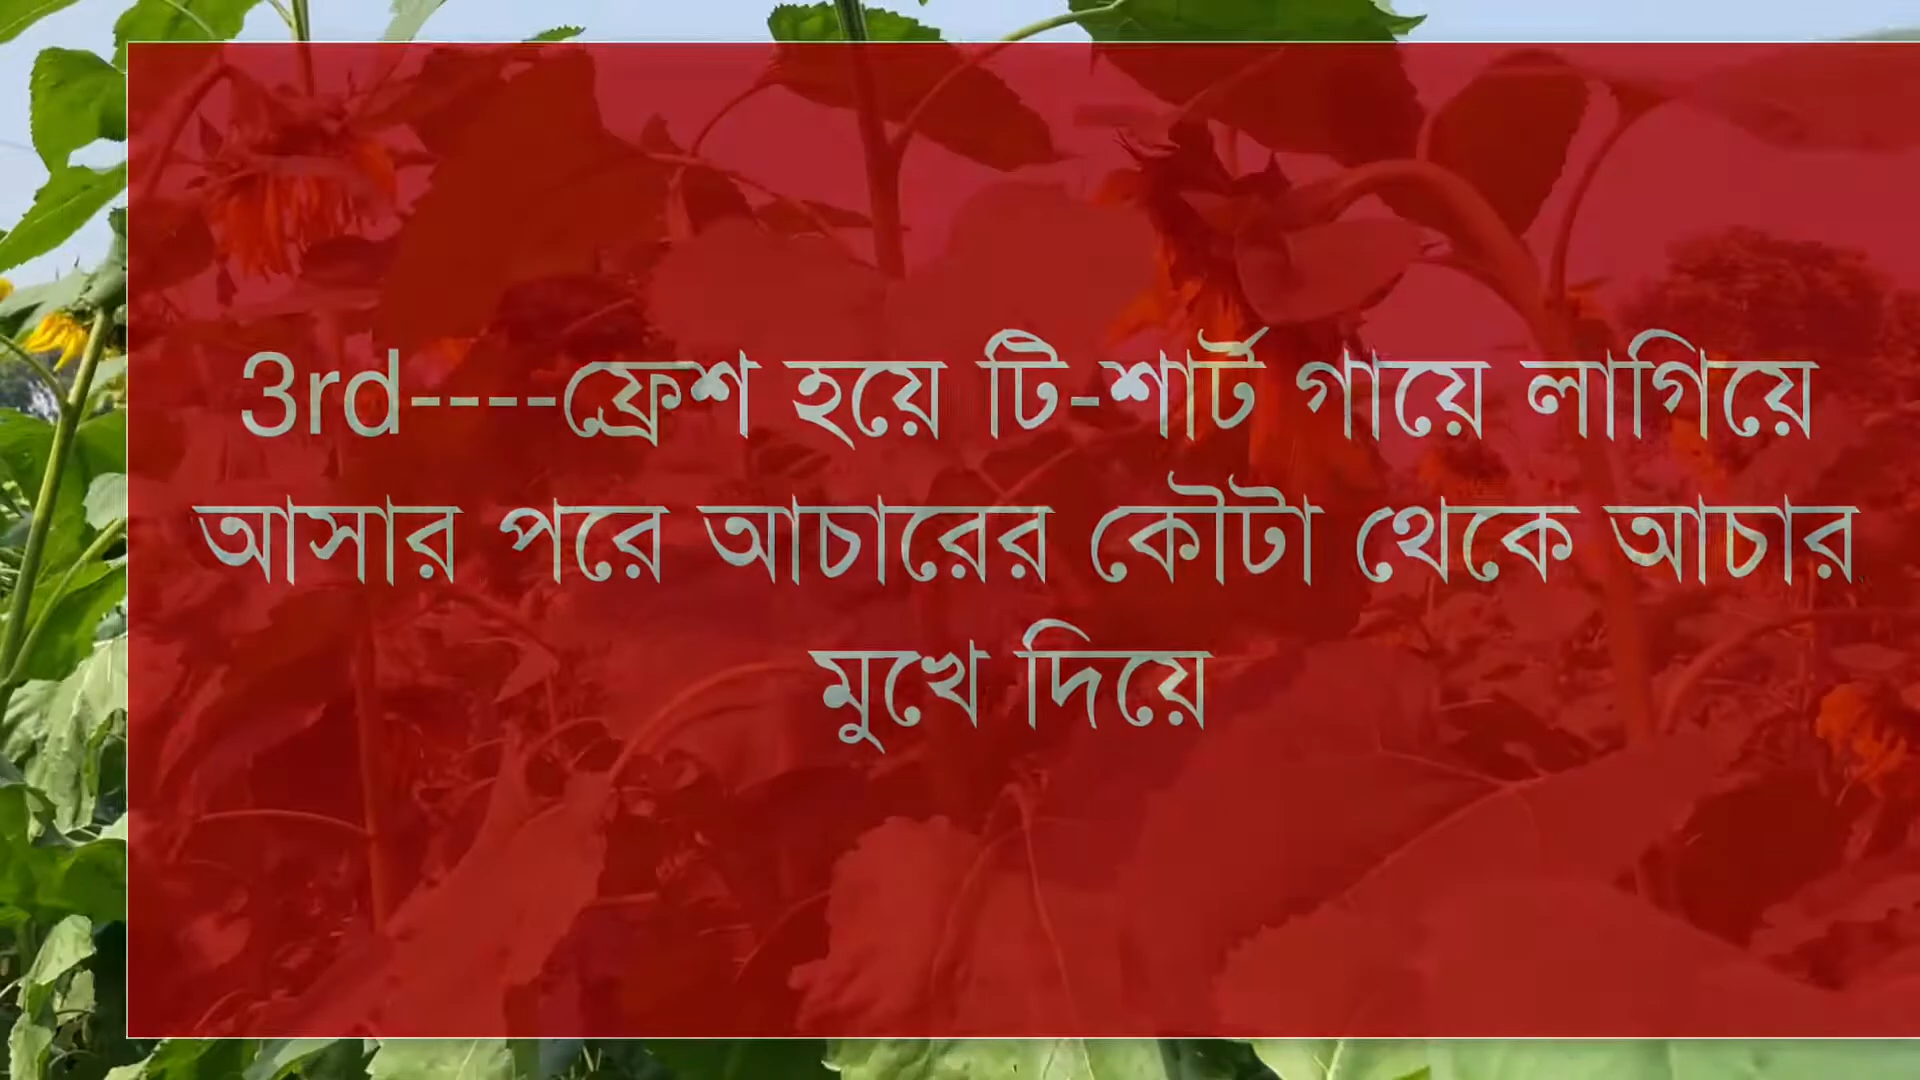 3rd----ফ্রেশ হয়ে টি-শার্ট গায়ে লাগিয়ে
আসার পরে আচারের কৌটা থেকে আচার
মুখে দিয়ে